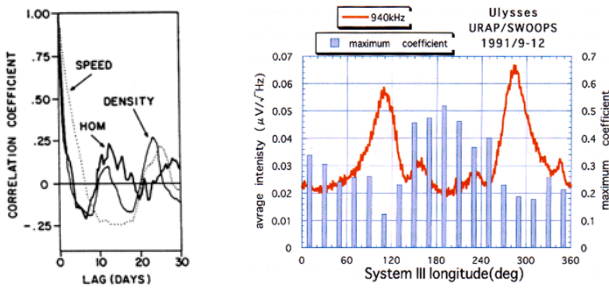 CORRELATION COEFFICIENT
1.00
.75
.50
.25
0
-.25
SPEED
DENSITY
HOM
0 10 20 30
LAG (DAYS)
940kHz
maximum coefficient
Ulysses
URAP/SWOOPS
1991/9-12
avrage intenisty (μV/√Hz)
0.07
0.06
0.05
0.04
0.03
0.02
0.01
0
0.7
0.6
0.5
0.4
0.3
0.2
0.1
0
maximum coefficient
0 60 120 180 240 300 360
System III longitude(deg)